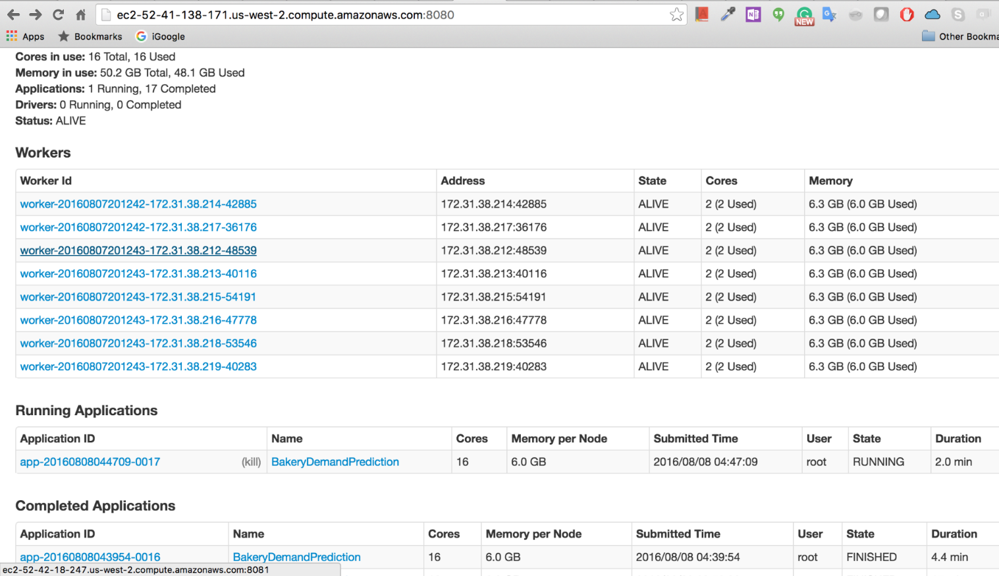 ec2-52-41-138-171.us-west-2.compute.amazonaws.com:8080
NEW
Apps Bookmarks iGoogle Other Bookma
Cores in use: 16 Total, 16 Used
Memory in use: 50.2 GB Total, 48.1 GB Used
Applications: 1 Running, 17 Completed
Drivers: 0 Running, 0 Completed
Status: ALIVE
Workers
Worker Id Address State Cores Memory
worker-20160807201242-172.31.38.214-42885 172.31.38.214:42885 ALIVE 2 (2 Used) 6.3 GB (6.0 GB Used)
worker-20160807201242-172.31.38.217-36176 172.31.38.217:36176 ALIVE 2 (2 Used) 6.3 GB (6.0 GB Used)
worker-20160807201243-172.31.38.212-48539 172.31.38.212:48539 ALIVE 2 (2 Used) 6.3 GB (6.0 GB Used)
worker-20160807201243-172.31.38.213-40116 172.31.38.213:40116 ALIVE 2 (2 Used) 6.3 GB (6.0 GB Used)
worker-20160807201243-172.31.38.215-54191 172.31.38.215:54191 ALIVE 2 (2 Used) 6.3 GB (6.0 GB Used)
worker-20160807201243-172.31.38.216-47778 172.31.38.216:47778 ALIVE 2 (2 Used) 6.3 GB (6.0 GB Used)
worker-20160807201243-172.31.38.218-53546 172.31.38.218:53546 ALIVE 2 (2 Used) 6.3 GB (6.0 GB Used)
worker-20160807201243-172.31.38.219-40283 172.31.38.219:40283 ALIVE 2 (2 Used) 6.3 GB (6.0 GB Used)
Running Applications
Application ID Name Cores Memory per Node Submitted Time User State Duration
app-20160808044709-0017 (kill) BakeryDemandPrediction 16 6.0 GB 2016/08/08 04:47:09 root RUNNING 2.0 min
Completed Applications
Application ID Name Cores Memory per Node Submitted Time User State Duration
app-20160808043954-0016 BakeryDemandPrediction 16 6.0 GB 2016/08/08 04:39:54 root FINISHED 4.4 min
ec2-52-42-18-247.us-west-2.compute.amazonaws.com:8081